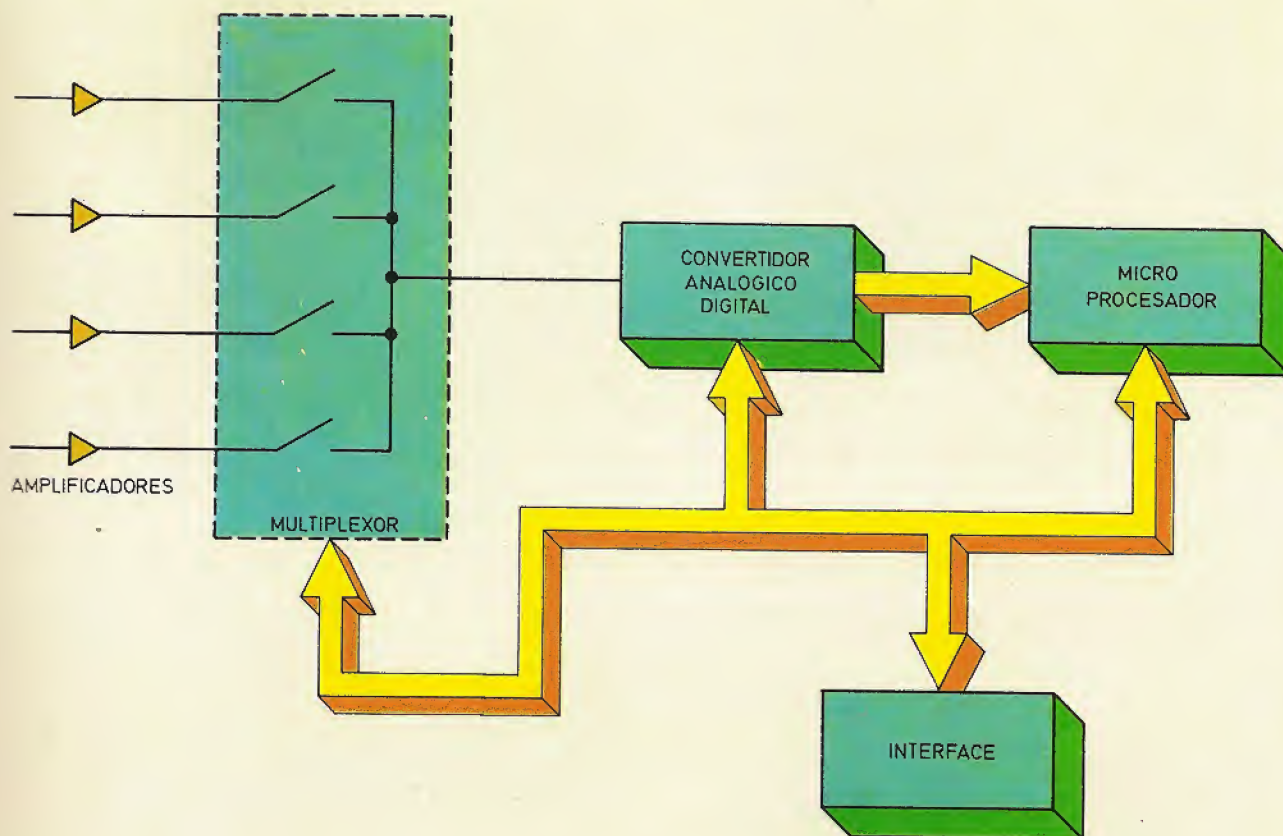 AMPLIFICADORES
MULTIPLEXOR
CONVERTIDOR
ANALOGICO
DIGITAL
MICRO
PROCESADOR
INTERFACE